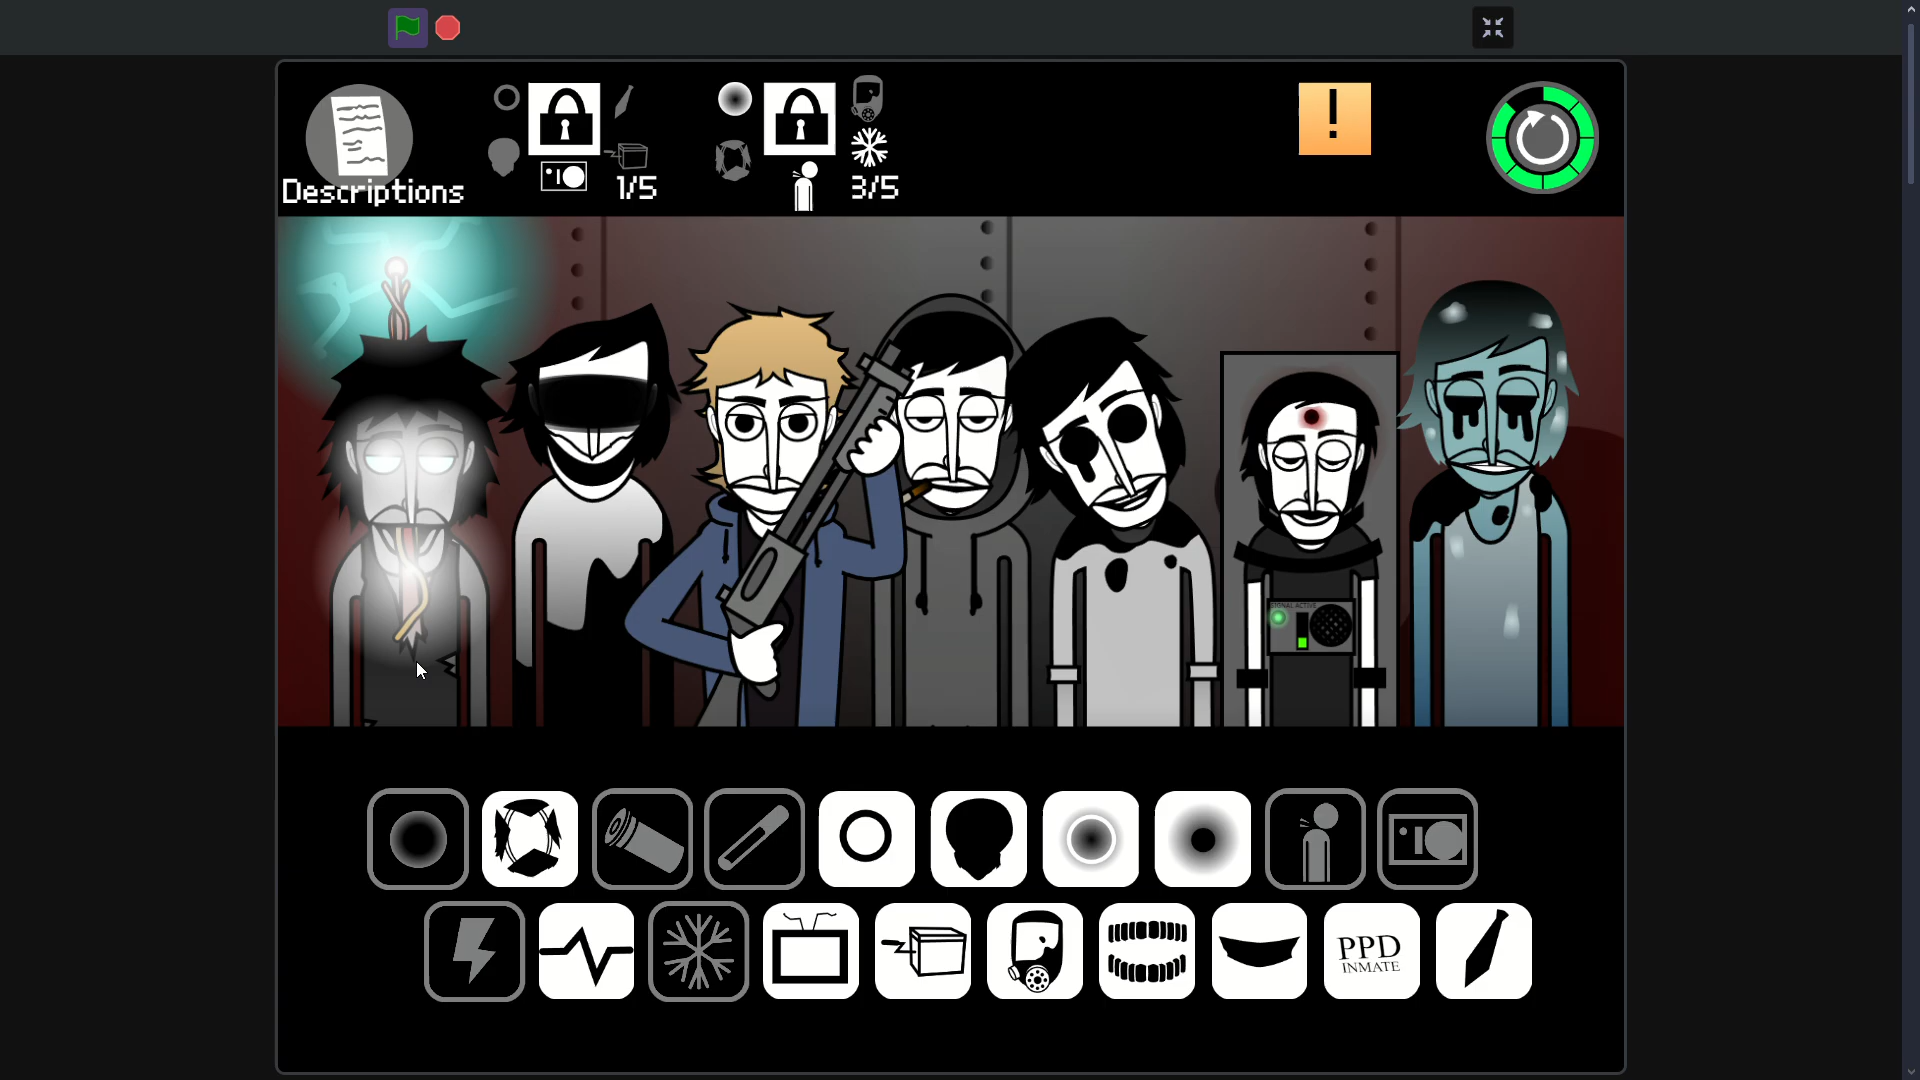 Descriptions
1/5
3/5
!
SIGNAL ACTIVE
PPD
INMATE